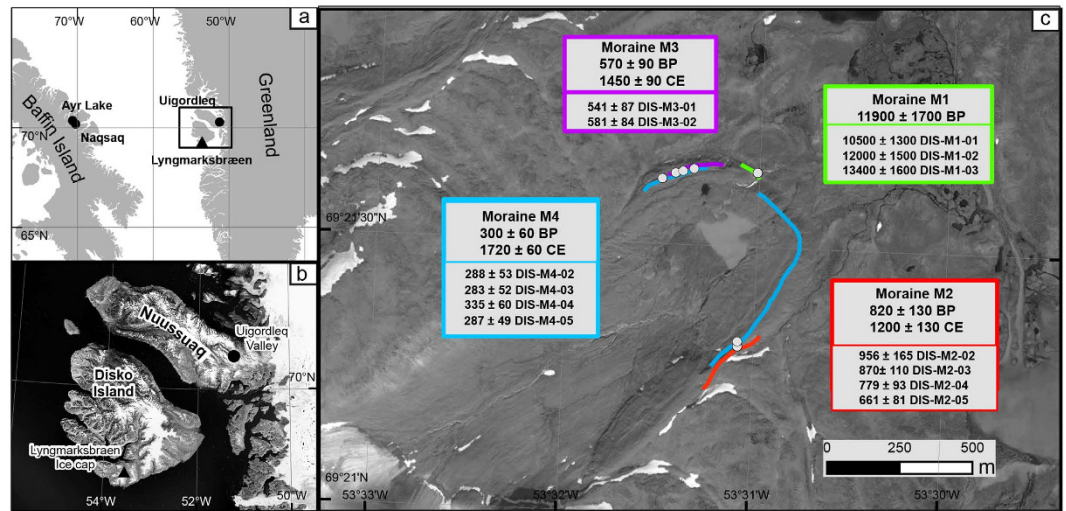 a
Ayr Lake
Naqsaq
Baffin Island
Uigordleq
Greenland
Lyngmarksbræen
70°N
65°N
70°W
60°W
50°W
b
Nuussuaq
Uigordleq
Valley
Disko
Island
Lyngmarksbraen
Ice cap
70°N
54°W
52°W
50°W
c
Moraine M3
570 ± 90 BP
1450 ± 90 CE
541 ± 87 DIS-M3-01
581 ± 84 DIS-M3-02
Moraine M1
11900 ± 1700 BP
10500 ± 1300 DIS-M1-01
12000 ± 1500 DIS-M1-02
13400 ± 1600 DIS-M1-03
Moraine M4
300 ± 60 BP
1720 ± 60 CE
288 ± 53 DIS-M4-02
283 ± 52 DIS-M4-03
335 ± 60 DIS-M4-04
287 ± 49 DIS-M4-05
Moraine M2
820 ± 130 BP
1200 ± 130 CE
956 ± 165 DIS-M2-02
870± 110 DIS-M2-03
779 ± 93 DIS-M2-04
661 ± 81 DIS-M2-05
0 250 500
m
69°21'30"N
69°21'N
53°33'W
53°32'W
53°31'W
53°30'W